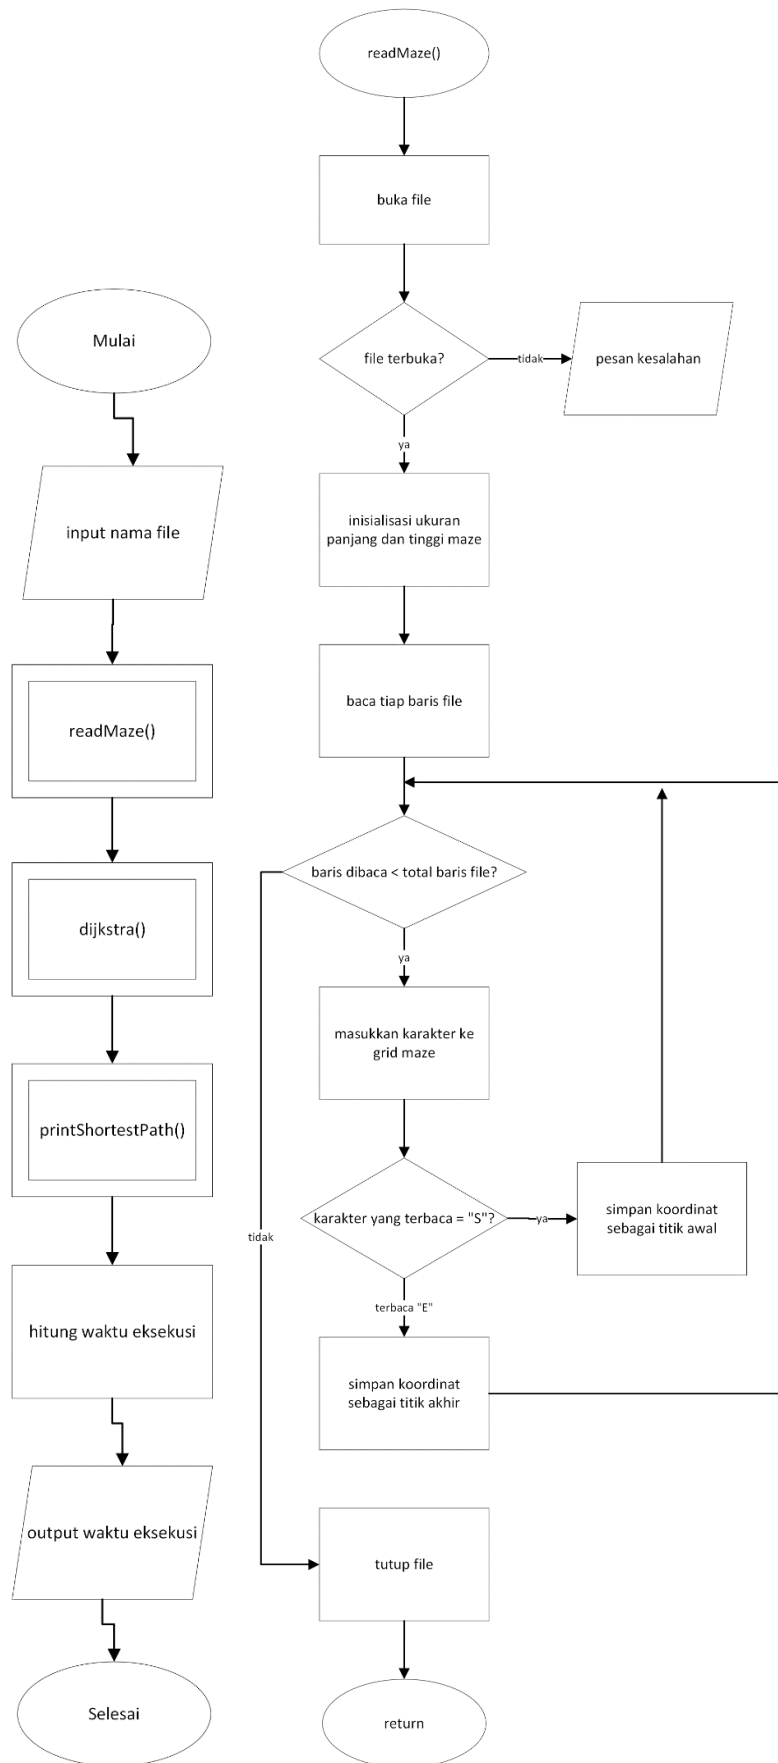 Mulai
input nama file
readMaze()
dijkstra()
printShortestPath()
hitung waktu eksekusi
output waktu eksekusi
Selesai
readMaze()
buka file
file terbuka?
tidak
pesan kesalahan
ya
inisialisasi ukuran
panjang dan tinggi maze
baca tiap baris file
baris dibaca < total baris file?
ya
masukkan karakter ke
grid maze
karakter yang terbaca = "S"?
ya
simpan koordinat
sebagai titik awal
tidak
terbaca "E"
simpan koordinat
sebagai titik akhir
tutup file
return